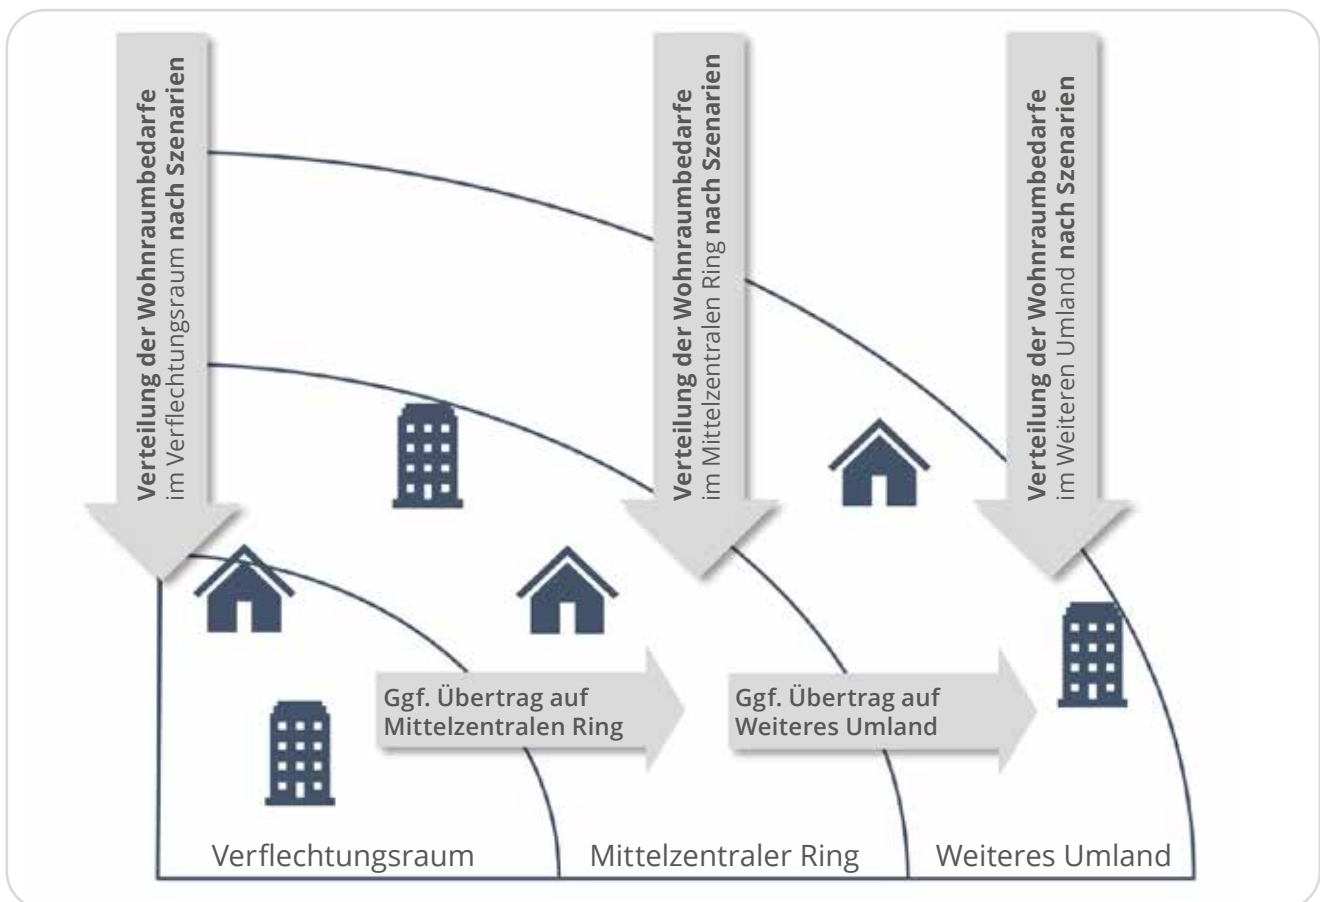 Verteilung der Wohnraumbedarfe
im Verflechtungsraum nach Szenarien
Verteilung der Wohnraumbedarfe
im Mittelzentralen Ring nach Szenarien
Verteilung der Wohnraumbedarfe
im Weiteren Umland nach Szenarien
Ggf. Übertrag auf
Mittelzentralen Ring
Ggf. Übertrag auf
Weiteres Umland
Verflechtungsraum
Mittelzentraler Ring
Weiteres Umland